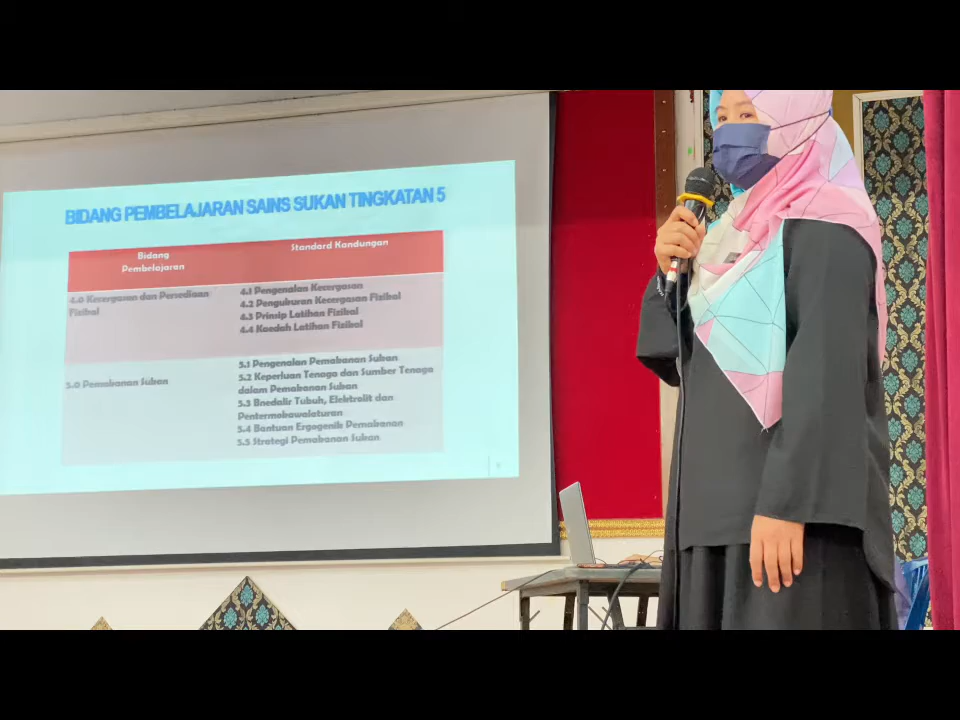 BIDANG PEMBELAJARAN SAINS SUKAN TINGKATAN 5
Bidang
Pembelajaran
Standard Kandungan
4.0 Kecergasan dan Persediaan
Fizikal
4.1 Pengenalan Kecergasan
4.2 Pengukuran Kecergasan Fizikal
4.3 Prinsip Latihan Fizikal
4.4 Kaedah Latihan Fizikal
5.0 Pemakanan Sukan
5.1 Pengenalan Pemakanan Sukan
5.2 Keperluan Tenaga dan Sumber Tenaga
dalam Pemakanan Sukan
5.3 Bnedalir Tubuh, Elektrolit dan
Pentermokawalaturan
5.4 Bantuan Ergogenik Pemakanan
5.5 Strategi Pemakanan Sukan